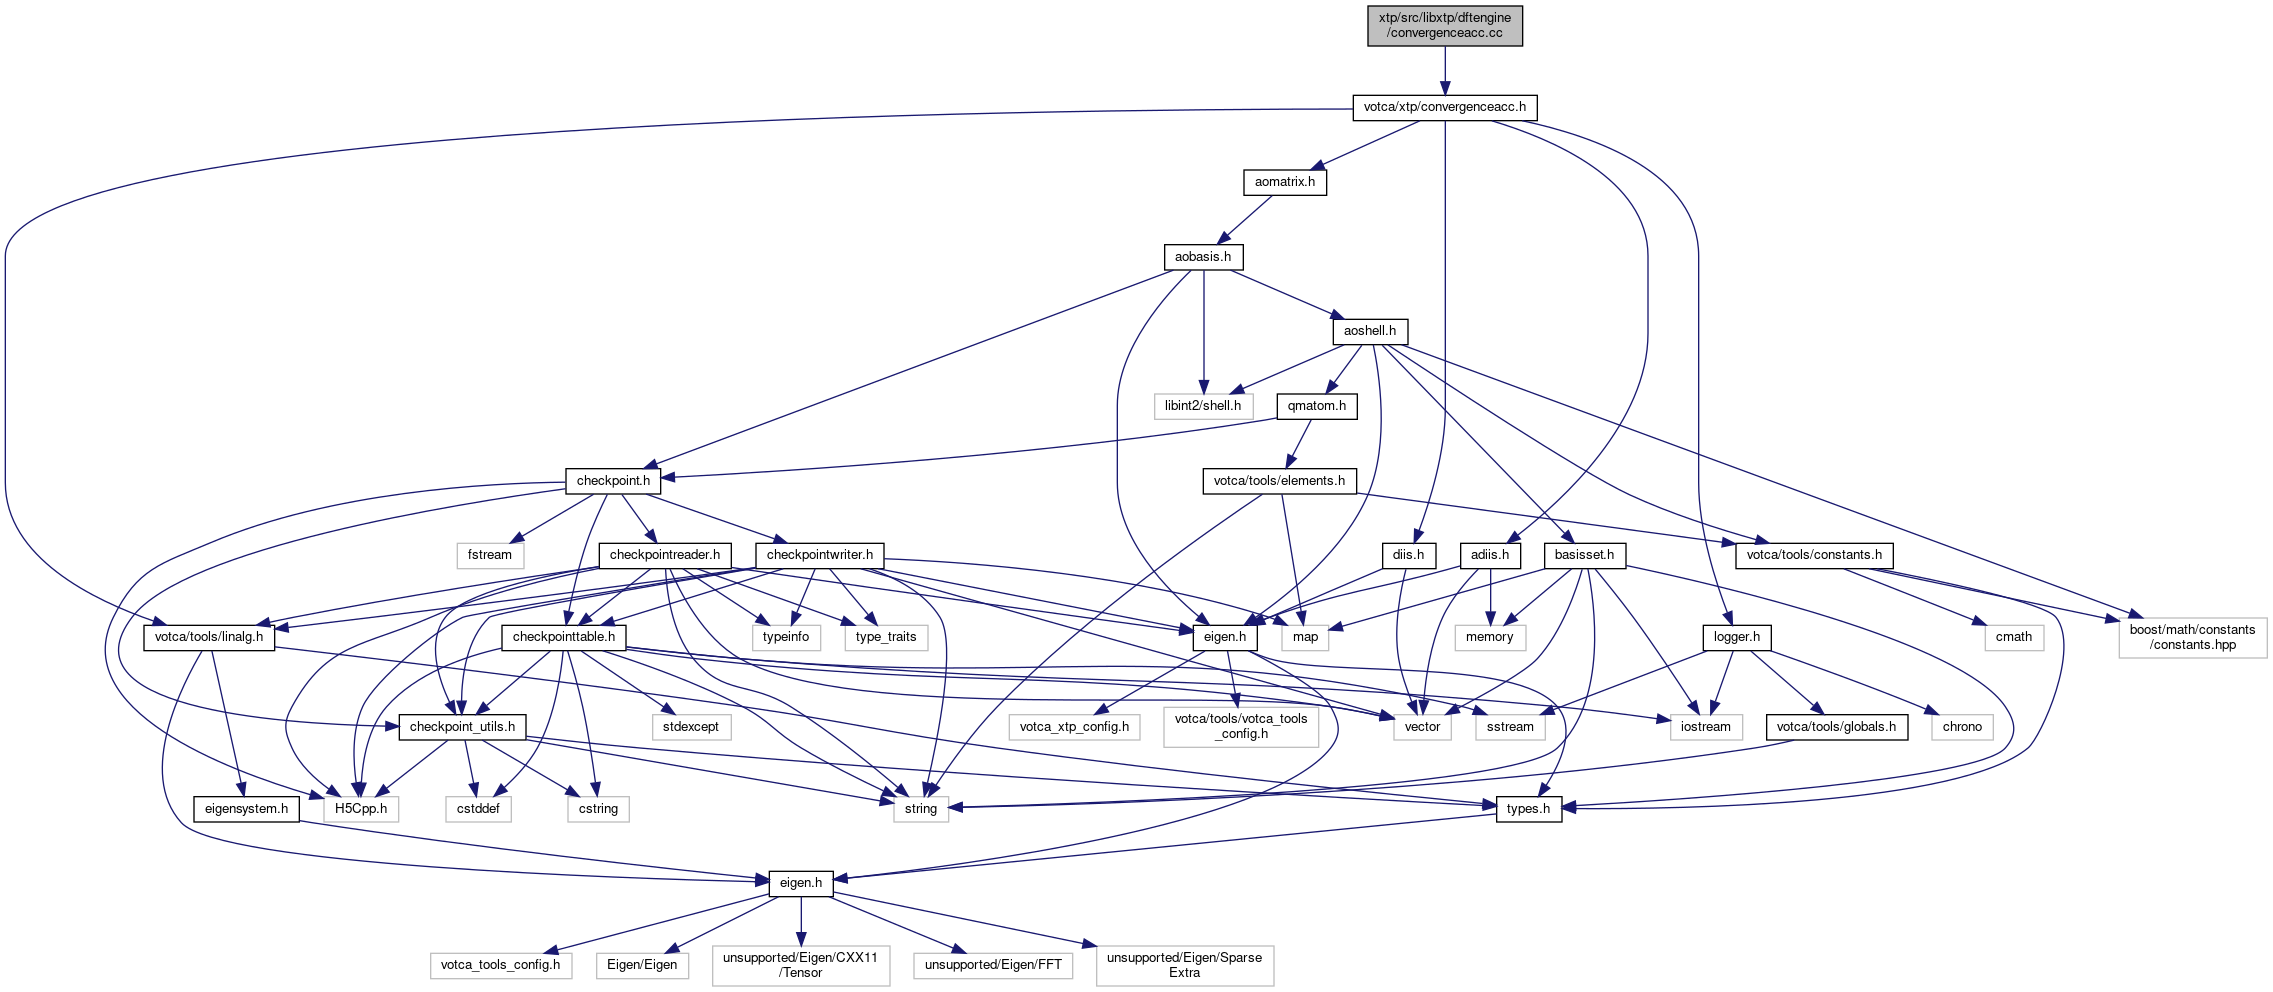 xtp/src/libxtp/dftengine
/convergenceacc.cc
votca/xtp/convergenceacc.h
aomatrix.h
aobasis.h
aoshell.h
libint2/shell.h
qmatom.h
checkpoint.h
votca/tools/elements.h
fstream
checkpointreader.h
checkpointwriter.h
diis.h
adiis.h
basisset.h
votca/tools/constants.h
votca/tools/linalg.h
checkpointtable.h
typeinfo
type_traits
eigen.h
map
memory
logger.h
cmath
boost/math/constants
/constants.hpp
checkpoint_utils.h
stdexcept
votca_xtp_config.h
votca/tools/votca_tools
_config.h
vector
sstream
iostream
votca/tools/globals.h
chrono
eigensystem.h
H5Cpp.h
cstddef
cstring
string
types.h
eigen.h
votca_tools_config.h
Eigen/Eigen
unsupported/Eigen/CXX11
/Tensor
unsupported/Eigen/FFT
unsupported/Eigen/Sparse
Extra